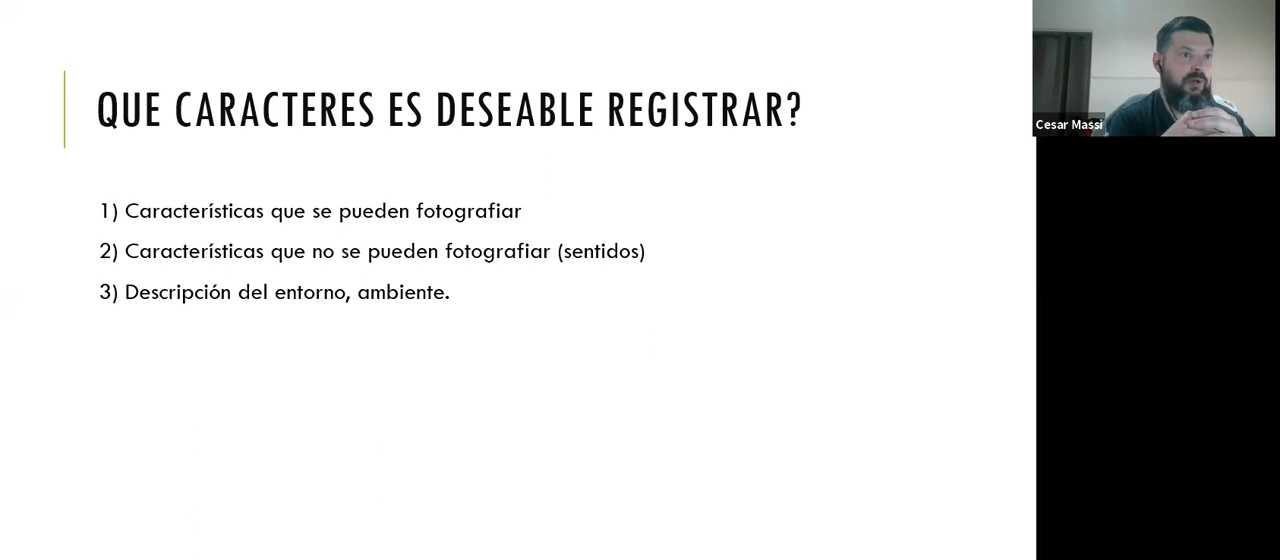 QUE CARACTERES ES DESEABLE REGISTRAR?
1) Características que se pueden fotografiar
2) Características que no se pueden fotografiar (sentidos)
3) Descripción del entorno, ambiente.
Cesar Massi